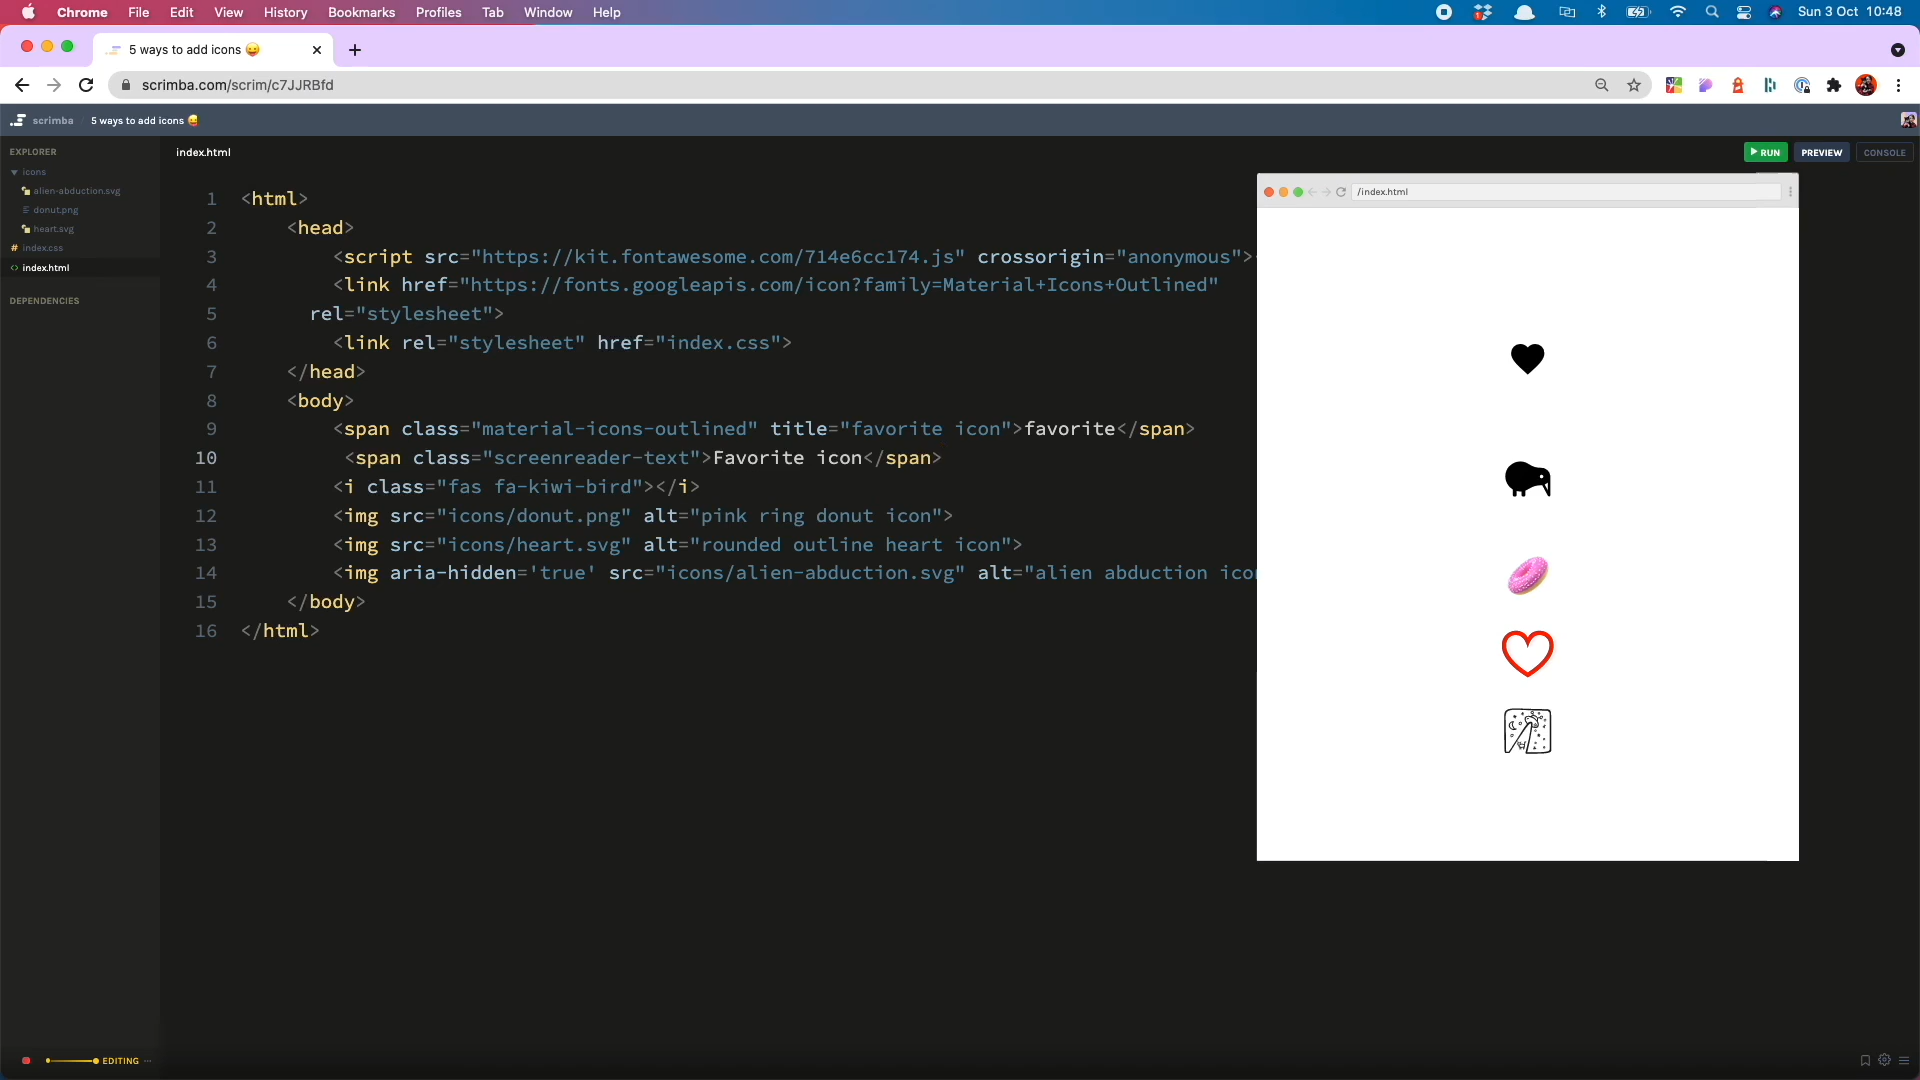 Chrome File Edit View History Bookmarks Profiles Tab Window Help Sun 3 Oct 10:48
5 ways to add icons 😛
scrimba.com/scrim/c7JJRBfd
scrimba 5 ways to add icons 😛
EXPLORER
icons
alien-abduction.svg
donut.png
heart.svg
# index.css
<> index.html
DEPENDENCIES
index.html
RUN PREVIEW CONSOLE
1 <html>
2 <head>
3 <script src="https://kit.fontawesome.com/714e6cc174.js" crossorigin="anonymous">
4 <link href="https://fonts.googleapis.com/icon?family=Material+Icons+Outlined"
5 rel="stylesheet">
6 <link rel="stylesheet" href="index.css">
7 </head>
8 <body>
9 <span class="material-icons-outlined" title="favorite icon">favorite</span>
10 <span class="screenreader-text">Favorite icon</span>
11 <i class="fas fa-kiwi-bird"></i>
12 <img src="icons/donut.png" alt="pink ring donut icon">
13 <img src="icons/heart.svg" alt="rounded outline heart icon">
14 <img aria-hidden='true' src="icons/alien-abduction.svg" alt="alien abduction ico
15 </body>
16 </html>
/index.html
EDITING ...